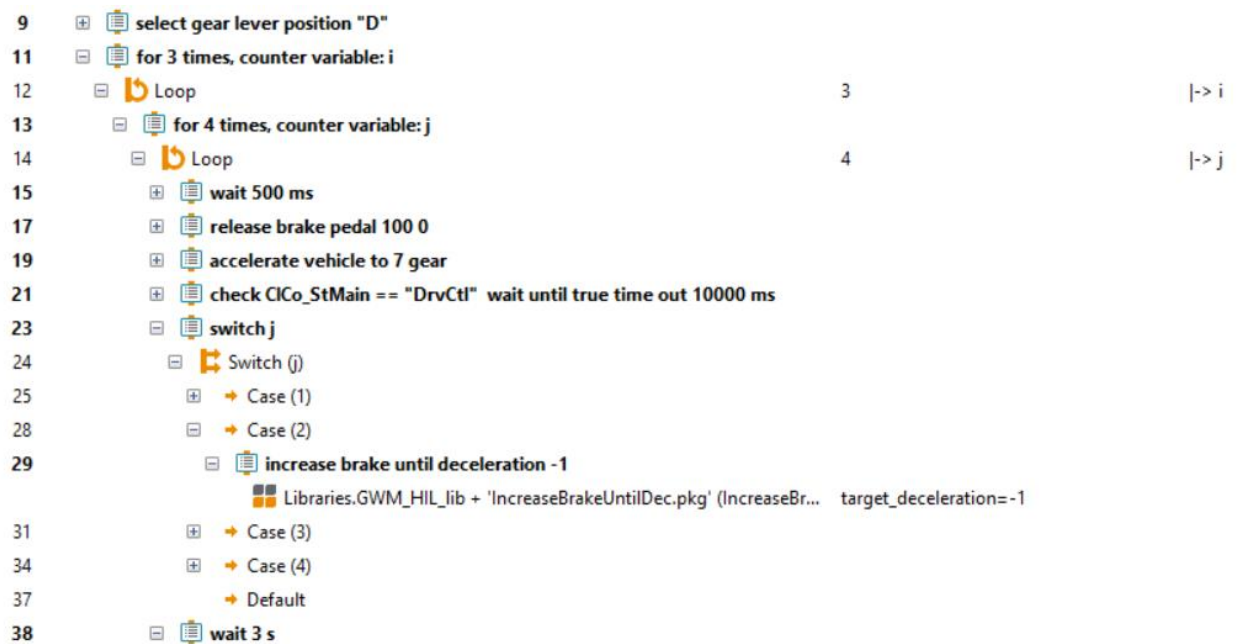 9 select gear lever position "D"
11 for 3 times, counter variable: i
12 Loop 3 |-> i
13 for 4 times, counter variable: j
14 Loop 4 |-> j
15 wait 500 ms
17 release brake pedal 100 0
19 accelerate vehicle to 7 gear
21 check ClCo_StMain == "DrvCtl" wait until true time out 10000 ms
23 switch j
24 Switch (j)
25 Case (1)
28 Case (2)
29 increase brake until deceleration -1
Libraries.GWM_HIL_lib + 'IncreaseBrakeUntilDec.pkg' (IncreaseBr... target_deceleration=-1
31 Case (3)
34 Case (4)
37 Default
38 wait 3 s